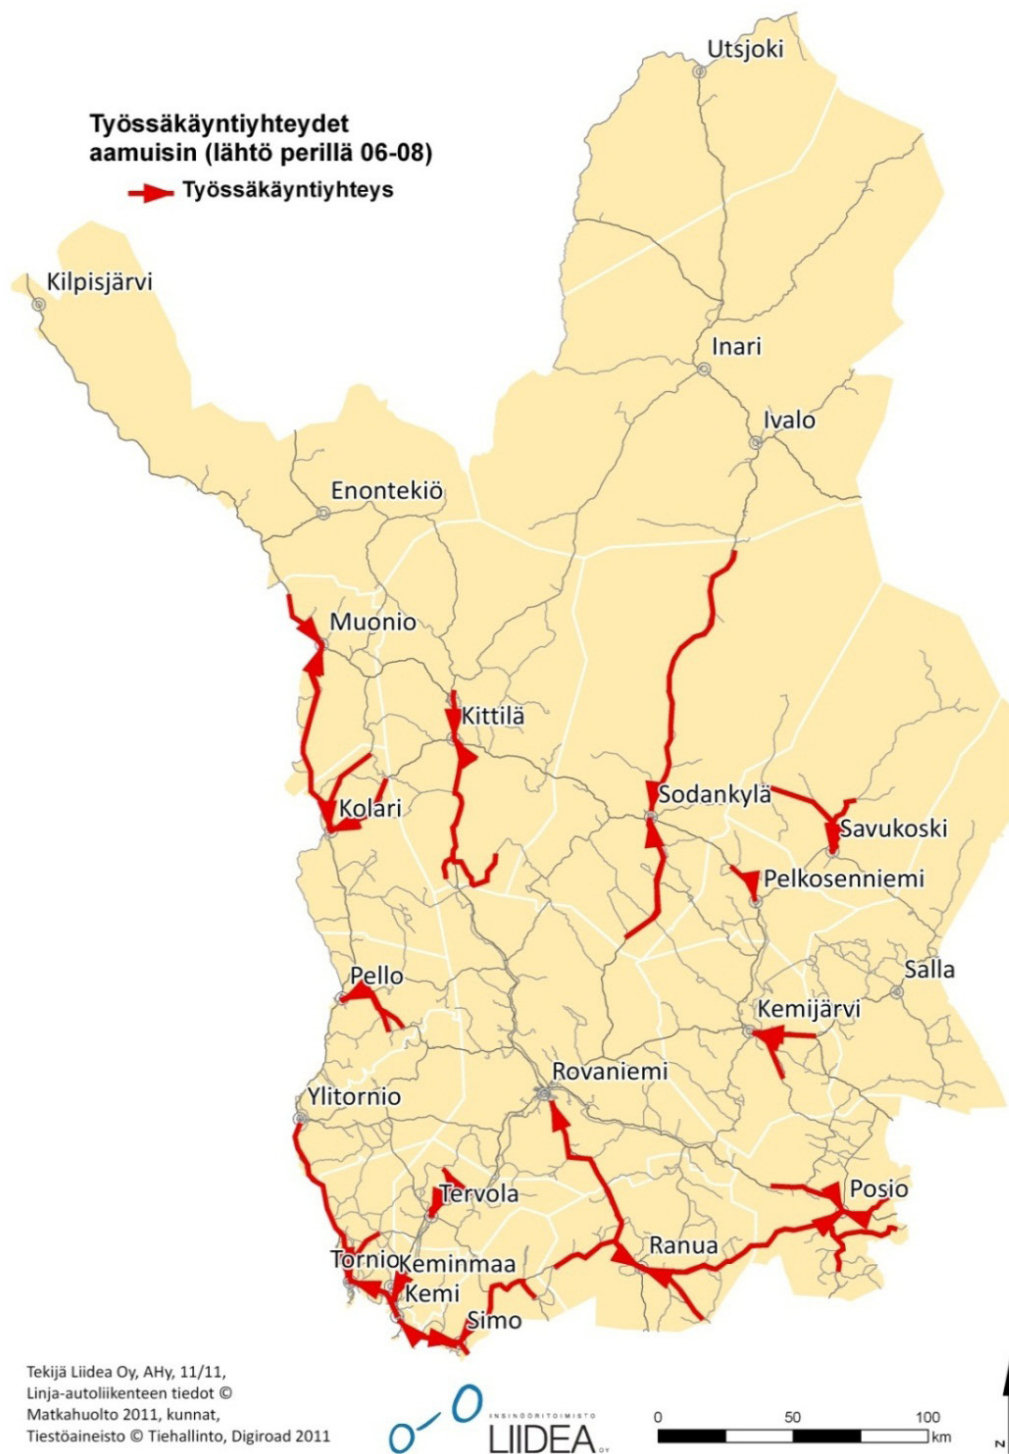 Utsjoki
Työssäkäyntiyhteydet
aamuisin (lähtö perillä 06-08)
Työssäkäyntiyhteys
Kilpisjärvi
Inari
Ivalo
Enontekiö
Muonio
Kittilä
Sodankylä
Kolari
Savukoski
Pelkosenniemi
Salla
Pello
Kemijärvi
Rovaniemi
Ylitornio
Posio
Tervola
Ranua
Tornio
Keminmaa
Kemi
Simo
Tekijä Liidea Oy, AHy, 11/11,
Linja-autoliikenteen tiedot ©
Matkahuolto 2011, kunnat,
Tiestöaineisto © Tiehallinto, Digiroad 2011
INSINÖÖRITOIMISTO
LIIDEA OY
0 50 100
km
N